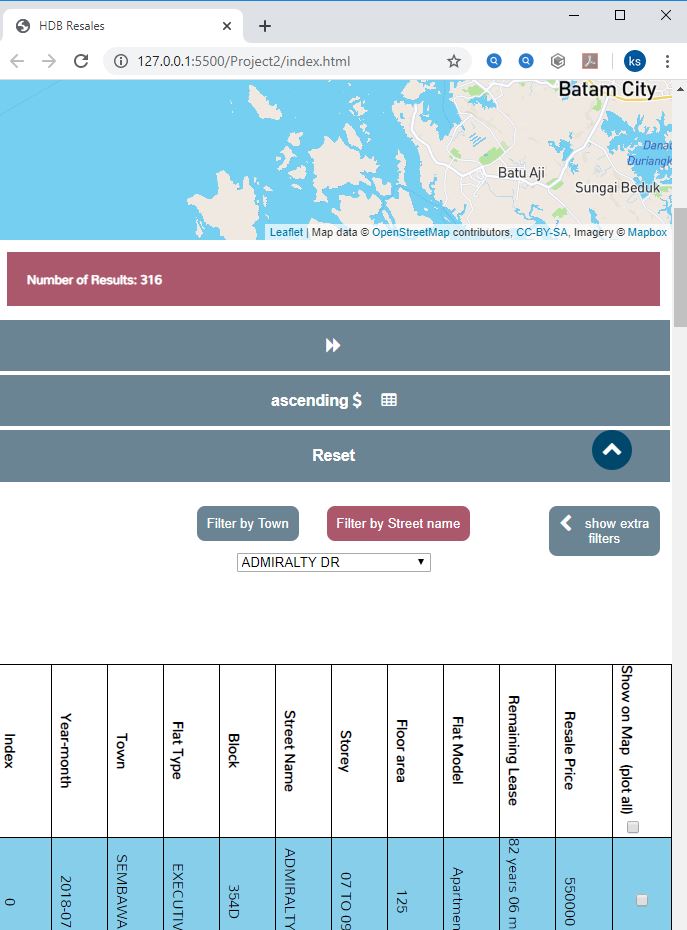 HDB Resales
127.0.0.1:5500/Project2/index.html
ks
Batam City
Batu Aji
Sungai Beduk
Leaflet | Map data © OpenStreetMap contributors, CC-BY-SA, Imagery © Mapbox
Number of Results: 316
ascending $
Reset
Filter by Town
Filter by Street name
show extra
filters
ADMIRALTY DR
Index
Year-month
Town
Flat Type
Block
Street Name
Storey
Floor area
Flat Model
Remaining Lease
Resale Price
Show on Map (plot all)
0
2018-07
SEMBAWA
EXECUTIV
354D
ADMIRALTY
07 TO 09
125
Apartmen
82 years 06 m
550000